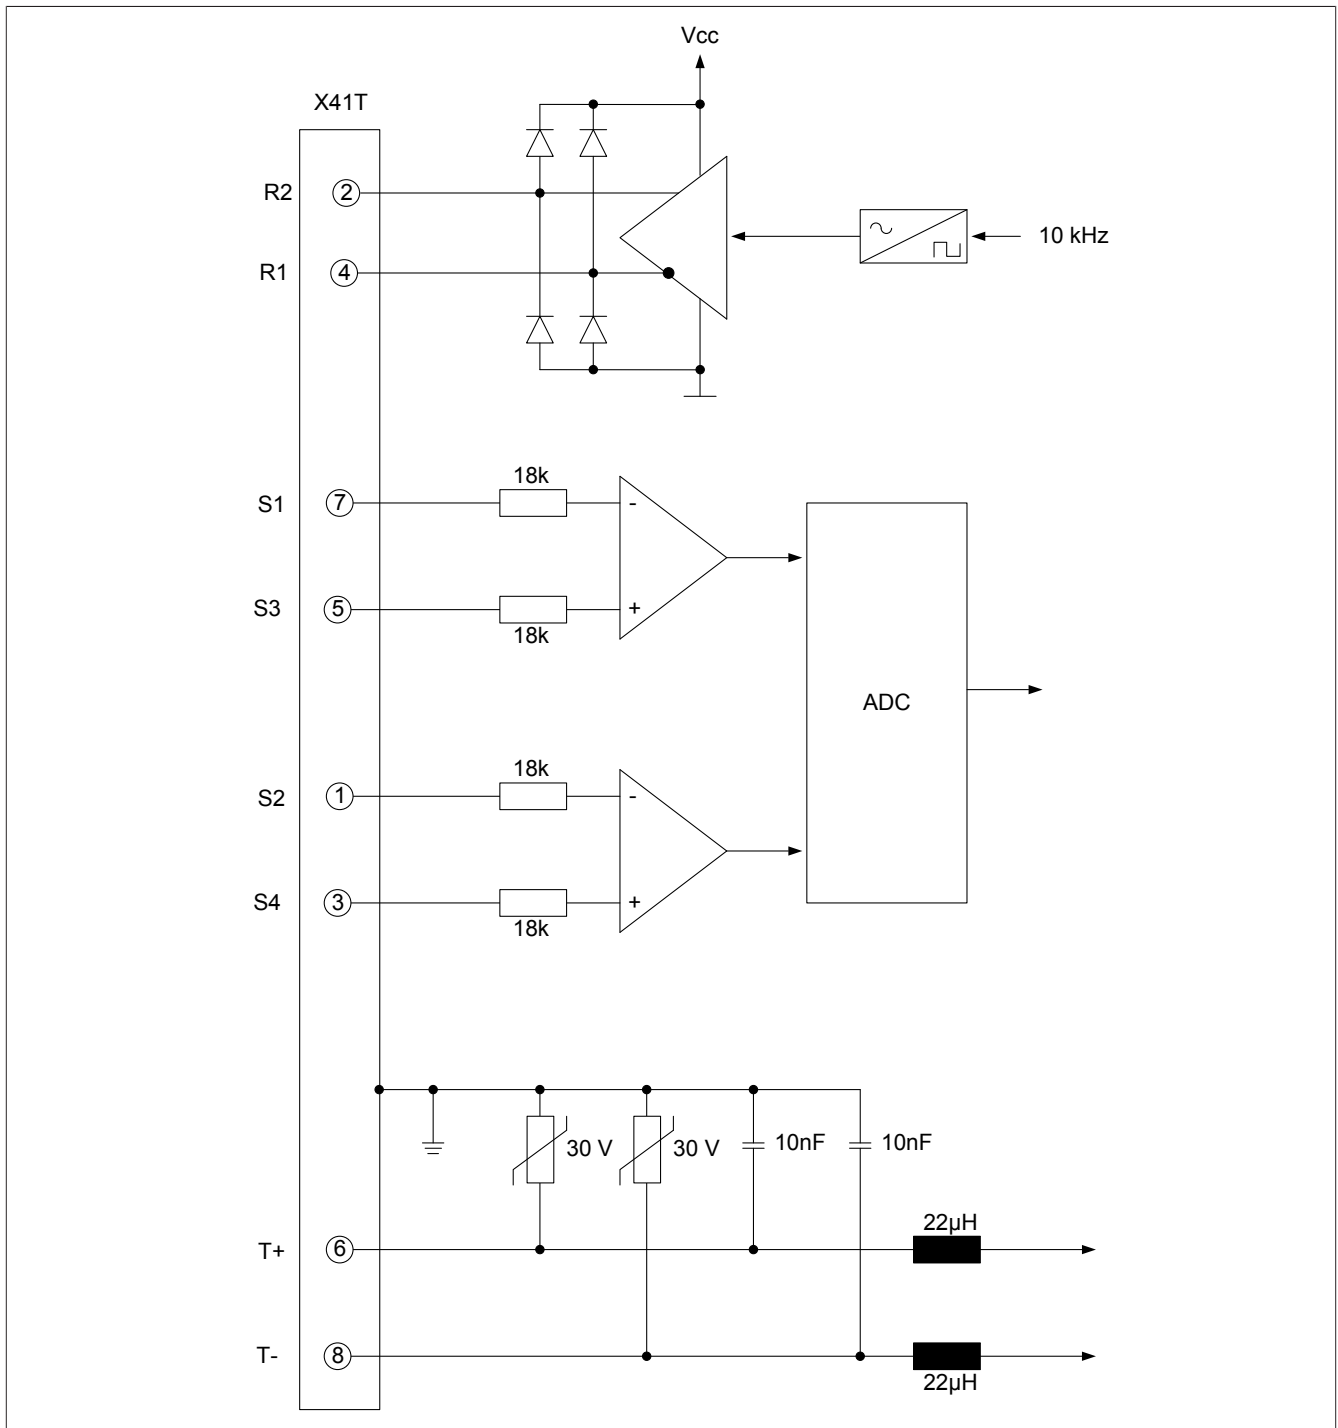 Vcc
X41T
R2 2
10 kHz
R1 4
18k
S1 7 -
S3 5 +
18k
ADC
18k
S2 1 -
S4 3 +
18k
30 V 30 V 10nF 10nF
22µH
T+ 6
T- 8
22µH